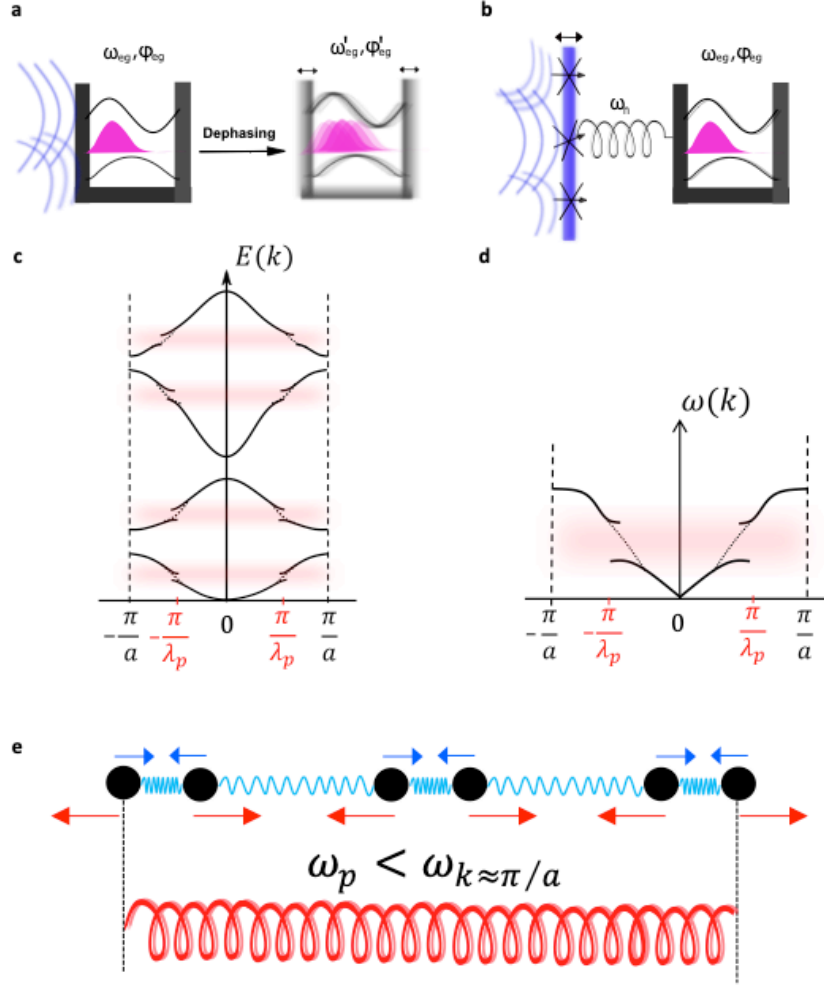 a
ω_eg,φ_eg
Dephasing
ω'_eg,φ'_eg
b
ω_n
ω_eg,φ_eg
c
E(k)
-π/a
-π/λ_p
0
π/λ_p
π/a
d
ω(k)
-π/a
-π/λ_p
0
π/λ_p
π/a
e
ω_p < ω_{k≈π/a}